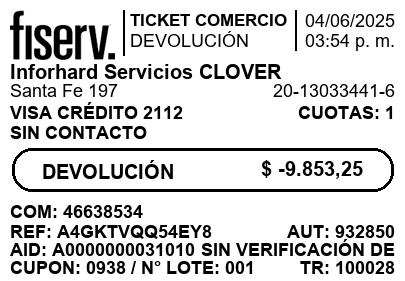 fiserv.
TICKET COMERCIO
DEVOLUCIÓN
04/06/2025
03:54 p. m.
Inforhard Servicios CLOVER
Santa Fe 197 20-13033441-6
VISA CRÉDITO 2112 CUOTAS: 1
SIN CONTACTO
DEVOLUCIÓN $ -9.853,25
COM: 46638534
REF: A4GKTVQQ54EY8 AUT: 932850
AID: A0000000031010 SIN VERIFICACIÓN DE
CUPON: 0938 / N° LOTE: 001 TR: 100028